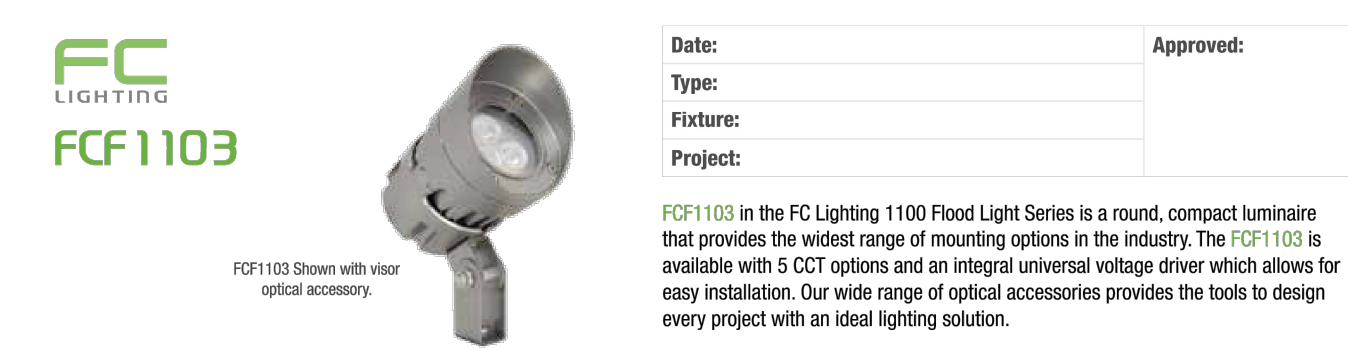 FC
LIGHTING
FCF1103
FCF1103 Shown with visor
optical accessory.
Date:
Approved:
Type:
Fixture:
Project:
FCF1103 in the FC Lighting 1100 Flood Light Series is a round, compact luminaire
that provides the widest range of mounting options in the industry. The FCF1103 is
available with 5 CCT options and an integral universal voltage driver which allows for
easy installation. Our wide range of optical accessories provides the tools to design
every project with an ideal lighting solution.